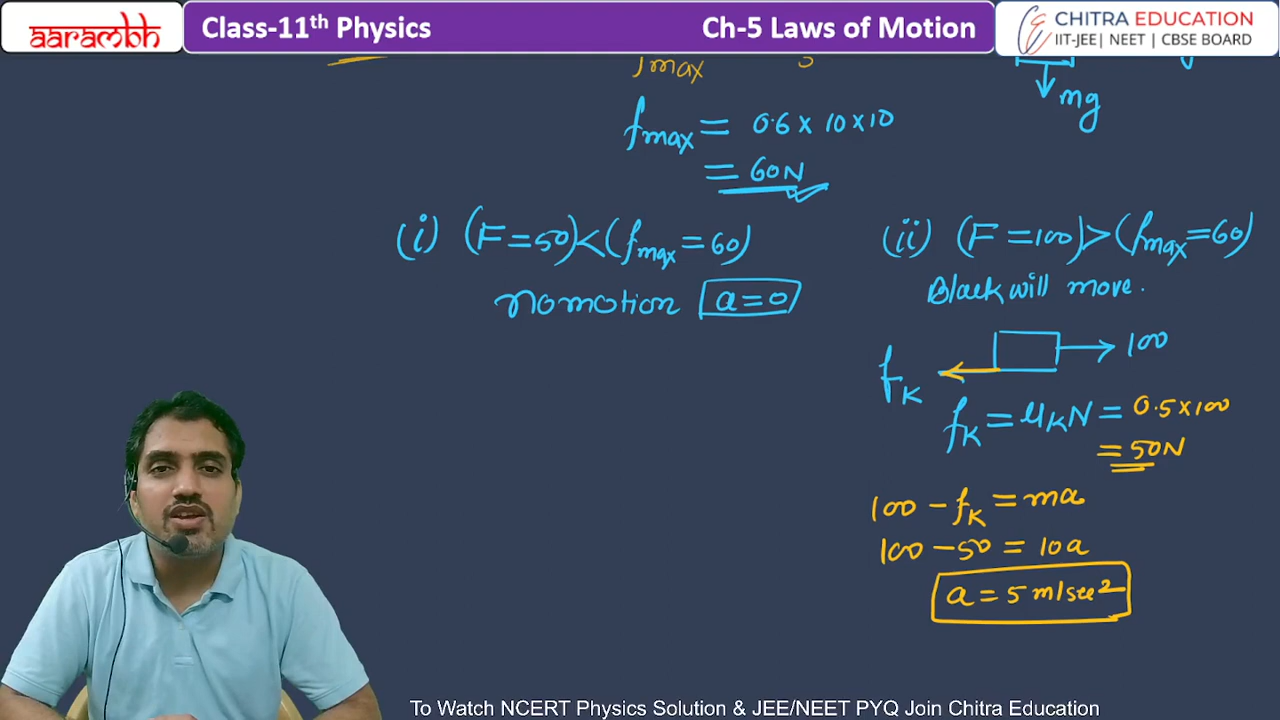 aarambh
Class-11th Physics
Ch-5 Laws of Motion
CHITRA EDUCATION
IIT-JEE| NEET | CBSE BOARD
fmax
mg
fmax = 0.6 x 10 x 10
= 60N
(i) (F=50)<(fmax=60)
no motion a=0
(ii) (F=100)>(fmax=60)
Black will move.
100
fK
fK = μKN = 0.5x100
= 50N
100 - fK = ma
100 - 50 = 10a
a = 5 m/sec²
To Watch NCERT Physics Solution & JEE/NEET PYQ Join Chitra Education